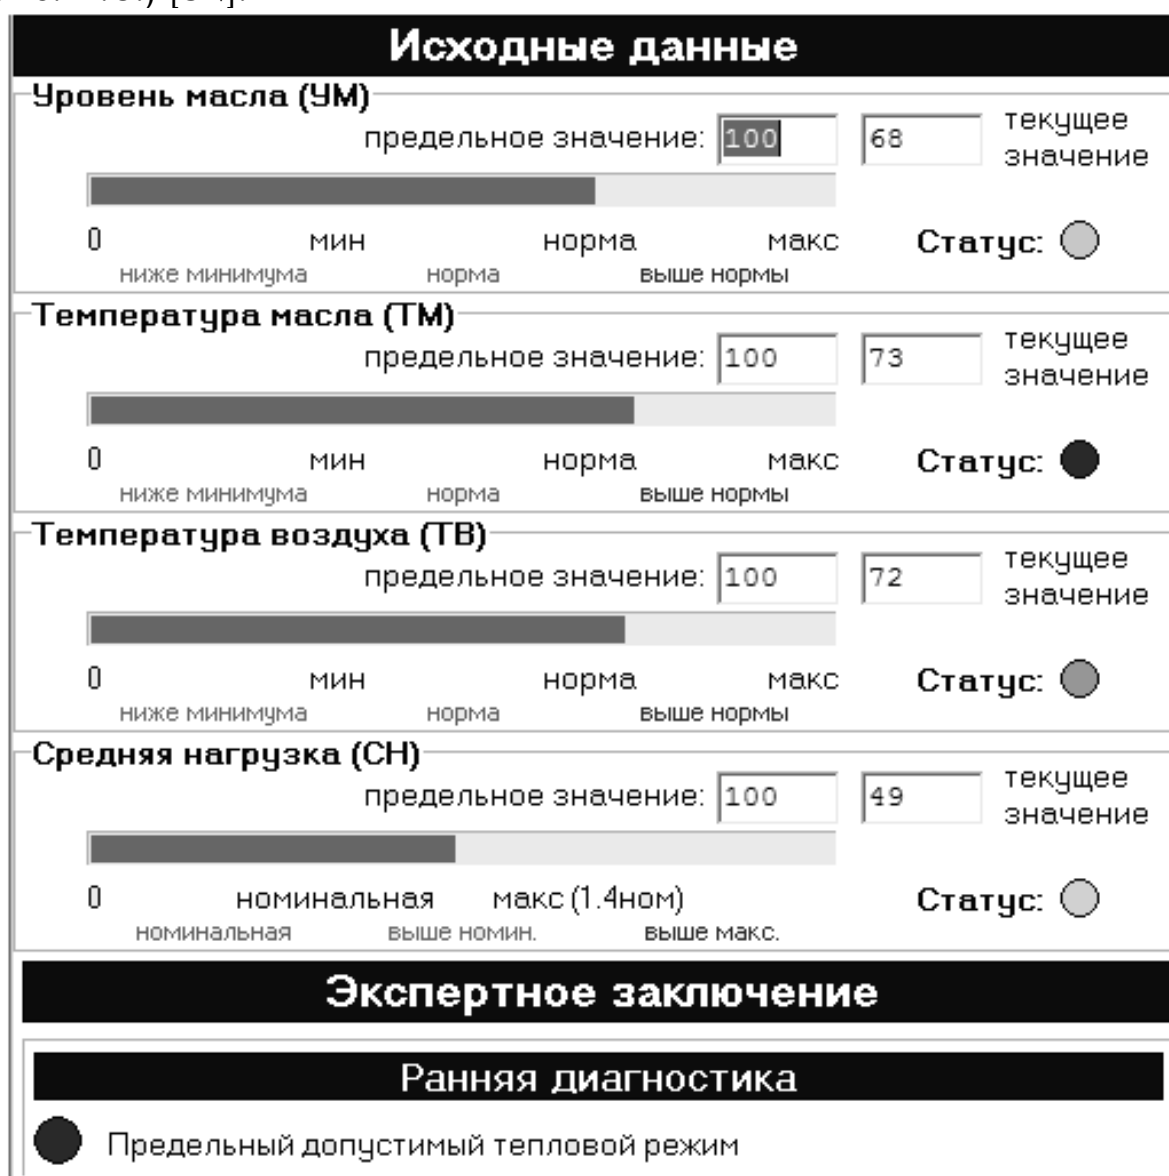 Исходные данные
Уровень масла (УМ)
предельное значение: 100 68 текущее значение
0 мин норма макс Статус:
ниже минимума норма выше нормы
Температура масла (ТМ)
предельное значение: 100 73 текущее значение
0 мин норма макс Статус:
ниже минимума норма выше нормы
Температура воздуха (ТВ)
предельное значение: 100 72 текущее значение
0 мин норма макс Статус:
ниже минимума норма выше нормы
Средняя нагрузка (СН)
предельное значение: 100 49 текущее значение
0 номинальная макс (1.4ном) Статус:
номинальная выше номин. выше макс.
Экспертное заключение
Ранняя диагностика
Предельный допустимый тепловой режим